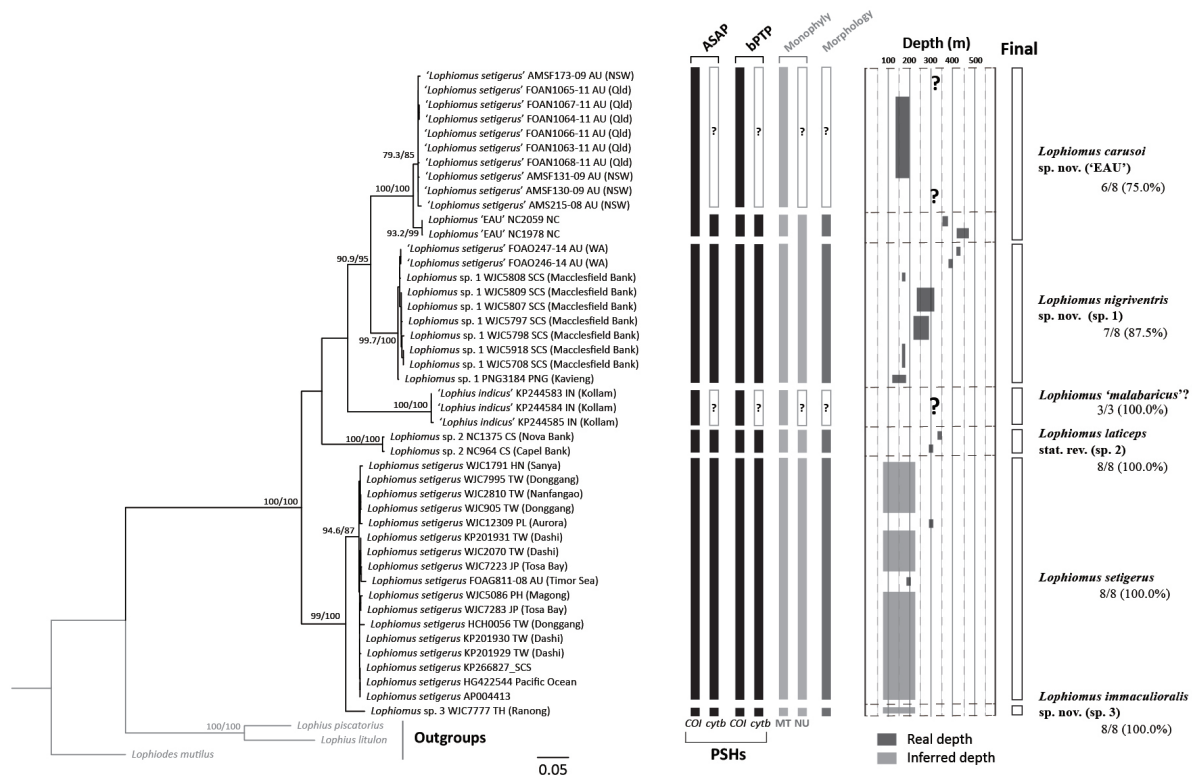 ASAP
bPTP
Monophyly
Morphology
Depth (m)
Final
100 200 300 400 500
'Lophiomus setigerus' AMSF173-09 AU (NSW)
'Lophiomus setigerus' FOAN1065-11 AU (Qld)
'Lophiomus setigerus' FOAN1067-11 AU (Qld)
'Lophiomus setigerus' FOAN1064-11 AU (Qld)
'Lophiomus setigerus' FOAN1066-11 AU (Qld)
'Lophiomus setigerus' FOAN1063-11 AU (Qld)
'Lophiomus setigerus' FOAN1068-11 AU (Qld)
'Lophiomus setigerus' AMSF131-09 AU (NSW)
'Lophiomus setigerus' AMSF130-09 AU (NSW)
'Lophiomus setigerus' AMS215-08 AU (NSW)
Lophiomus 'EAU' NC2059 NC
Lophiomus 'EAU' NC1978 NC
'Lophiomus setigerus' FOAO247-14 AU (WA)
'Lophiomus setigerus' FOAO246-14 AU (WA)
Lophiomus sp. 1 WJC5808 SCS (Macclesfield Bank)
Lophiomus sp. 1 WJC5809 SCS (Macclesfield Bank)
Lophiomus sp. 1 WJC5807 SCS (Macclesfield Bank)
Lophiomus sp. 1 WJC5797 SCS (Macclesfield Bank)
Lophiomus sp. 1 WJC5798 SCS (Macclesfield Bank)
Lophiomus sp. 1 WJC5918 SCS (Macclesfield Bank)
Lophiomus sp. 1 WJC5708 SCS (Macclesfield Bank)
Lophiomus sp. 1 PNG3184 PNG (Kavieng)
'Lophius indicus' KP244583 IN (Kollam)
'Lophius indicus' KP244584 IN (Kollam)
'Lophius indicus' KP244585 IN (Kollam)
Lophiomus sp. 2 NC1375 CS (Nova Bank)
Lophiomus sp. 2 NC964 CS (Capel Bank)
Lophiomus setigerus WJC1791 HN (Sanya)
Lophiomus setigerus WJC7995 TW (Donggang)
Lophiomus setigerus WJC2810 TW (Nanfangao)
Lophiomus setigerus WJC905 TW (Donggang)
Lophiomus setigerus WJC12309 PL (Aurora)
Lophiomus setigerus KP201931 TW (Dashi)
Lophiomus setigerus WJC2070 TW (Dashi)
Lophiomus setigerus WJC7223 JP (Tosa Bay)
Lophiomus setigerus FOAG811-08 AU (Timor Sea)
Lophiomus setigerus WJC5086 PH (Magong)
Lophiomus setigerus WJC7283 JP (Tosa Bay)
Lophiomus setigerus HCH0056 TW (Donggang)
Lophiomus setigerus KP201930 TW (Dashi)
Lophiomus setigerus KP201929 TW (Dashi)
Lophiomus setigerus KP266827_SCS
Lophiomus setigerus HG422544 Pacific Ocean
Lophiomus setigerus AP004413
Lophiomus sp. 3 WJC7777 TH (Ranong)
Lophius piscatorius
Lophius litulon
Lophiodes mutilus
Outgroups
79.3/85
100/100
93.2/99
90.9/95
99.7/100
100/100
100/100
100/100
94.6/87
99/100
100/100
0.05
? ? ? ?
? ? ? ?
?
?
?
COI cytb COI cytb MT NU
PSHs
Real depth
Inferred depth
Lophiomus carusoi
sp. nov. ('EAU')
6/8 (75.0%)
Lophiomus nigriventris
sp. nov. (sp. 1)
7/8 (87.5%)
Lophiomus 'malabaricus'?
3/3 (100.0%)
Lophiomus laticeps
stat. rev. (sp. 2)
8/8 (100.0%)
Lophiomus setigerus
8/8 (100.0%)
Lophiomus immaculioralis
sp. nov. (sp. 3)
8/8 (100.0%)